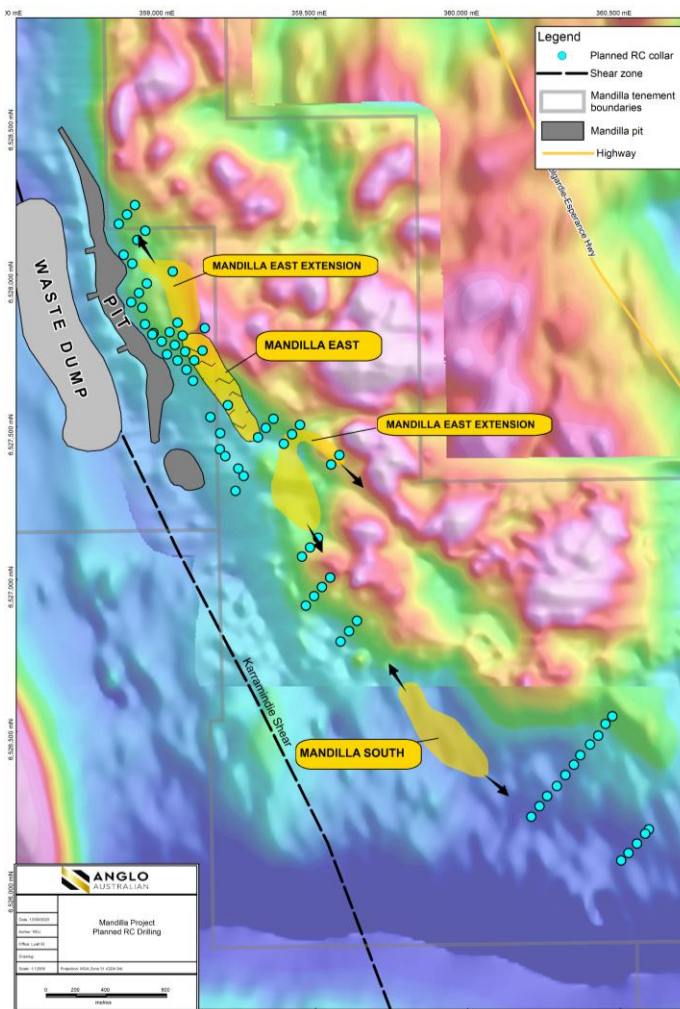 359,000 mE
359,500 mE
360,000 mE
360,500 mE
Legend
Planned RC collar
Shear zone
Mandilla tenement
boundaries
Mandilla pit
Highway
6,528,500 mN
MANDILLA EAST EXTENSION
6,528,000 mN
WASTE DUMP
PIT
MANDILLA EAST
MANDILLA EAST EXTENSION
6,527,500 mN
6,527,000 mN
Karramindie Shear
MANDILLA SOUTH
6,526,500 mN
6,526,000 mN
ANGLO
AUSTRALIAN
Mandilla Project
Planned RC Drilling
0 200 400 600
metres